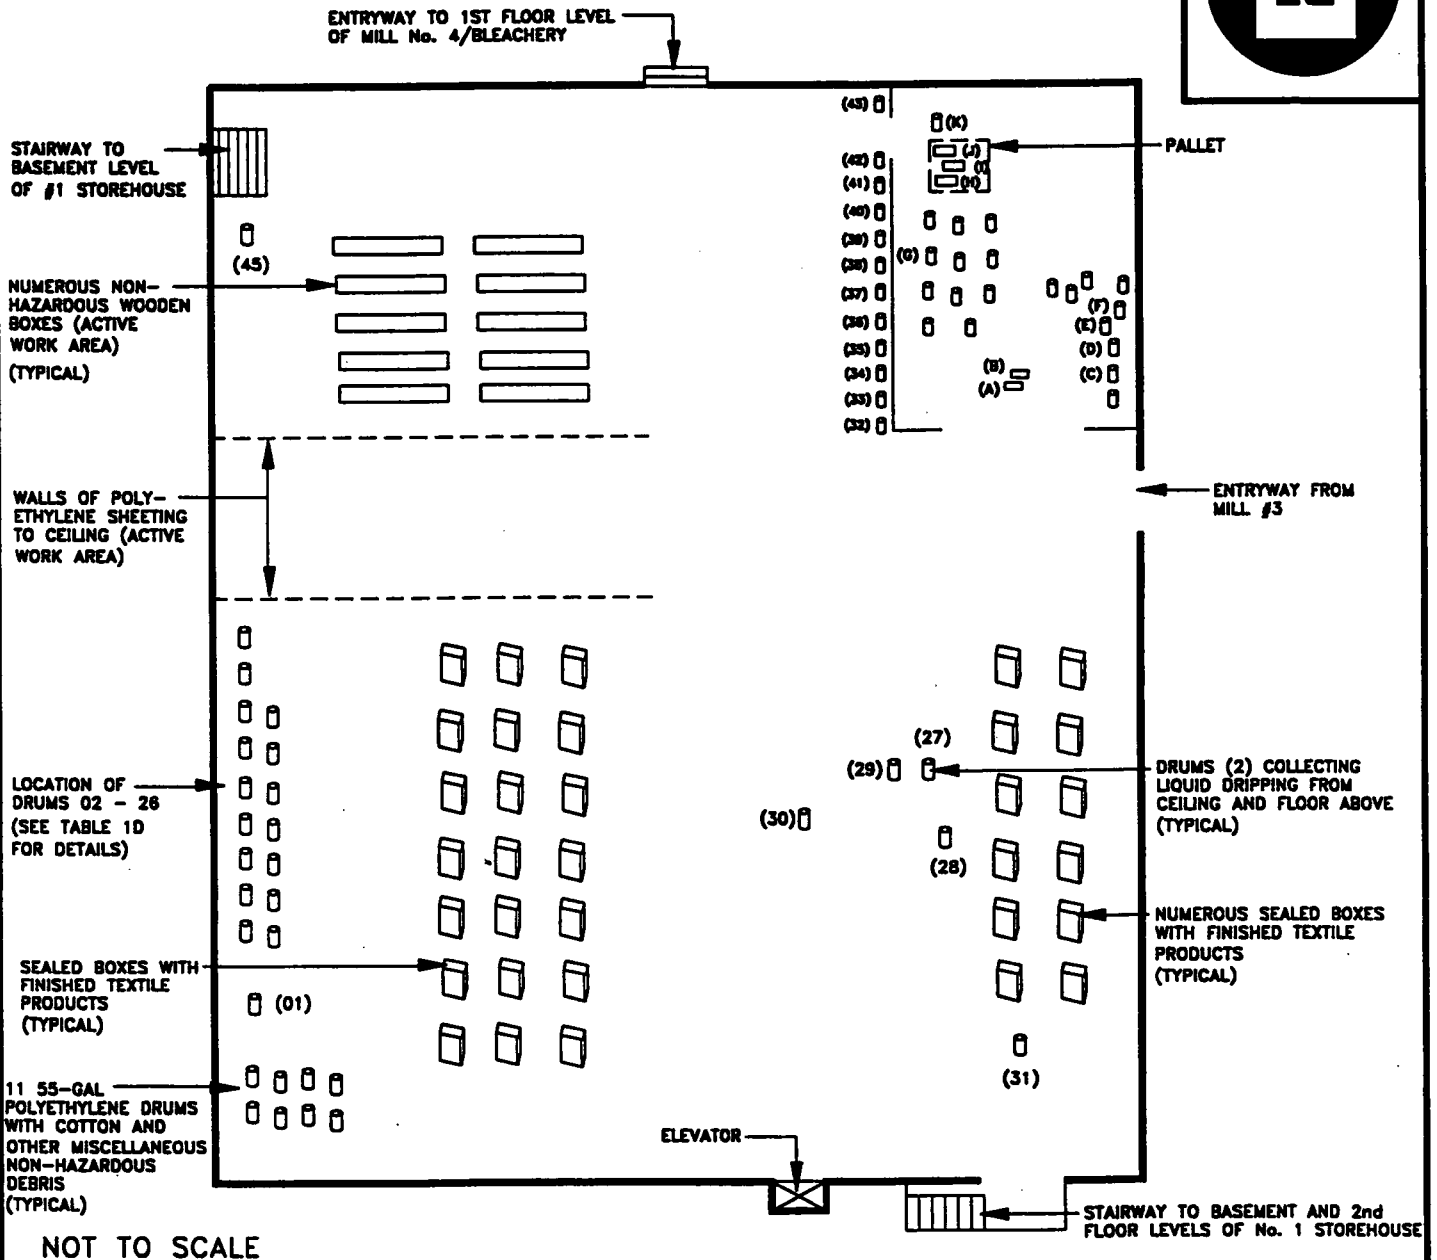 ENTRYWAY TO 1ST FLOOR LEVEL
OF MILL No. 4/BLEACHERY
STAIRWAY TO
BASEMENT LEVEL
OF #1 STOREHOUSE
(45)
NUMEROUS NON-
HAZARDOUS WOODEN
BOXES (ACTIVE
WORK AREA)
(TYPICAL)
(43)
(42)
(41)
(40)
(39)
(38)
(37)
(36)
(35)
(34)
(33)
(32)
(K)
(J)
(I)
(H)
(G)
(F)
(E)
(D)
(C)
(B)
(A)
PALLET
WALLS OF POLY-
ETHYLENE SHEETING
TO CEILING (ACTIVE
WORK AREA)
ENTRYWAY FROM
MILL #3
LOCATION OF
DRUMS 02 - 26
(SEE TABLE 1D
FOR DETAILS)
(27)
(29)
(30)
(28)
DRUMS (2) COLLECTING
LIQUID DRIPPING FROM
CEILING AND FLOOR ABOVE
(TYPICAL)
NUMEROUS SEALED BOXES
WITH FINISHED TEXTILE
PRODUCTS
(TYPICAL)
SEALED BOXES WITH
FINISHED TEXTILE
PRODUCTS
(TYPICAL)
(01)
(31)
11 55-GAL
POLYETHYLENE DRUMS
WITH COTTON AND
OTHER MISCELLANEOUS
NON-HAZARDOUS
DEBRIS
(TYPICAL)
ELEVATOR
STAIRWAY TO BASEMENT AND 2nd
FLOOR LEVELS OF No. 1 STOREHOUSE
NOT TO SCALE